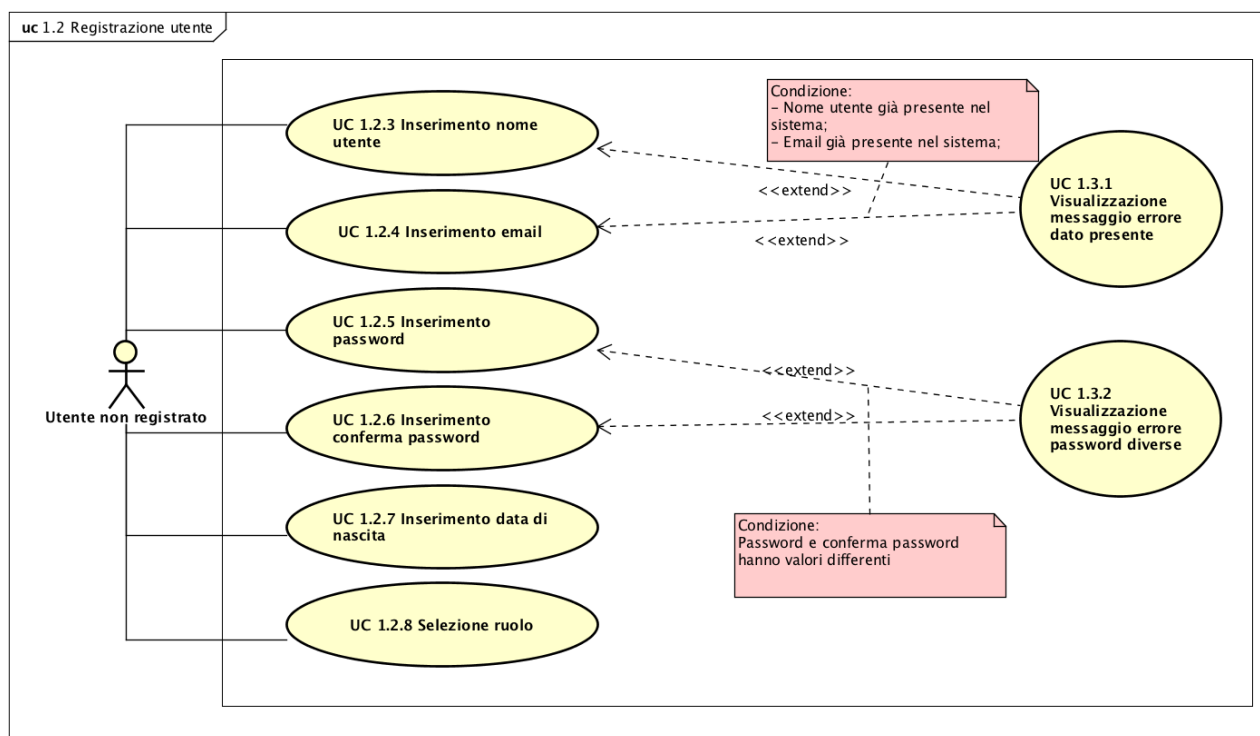 uc 1.2 Registrazione utente
UC 1.2.3 Inserimento nome
utente
Condizione:
– Nome utente già presente nel
sistema;
– Email già presente nel sistema;
<<extend>>
UC 1.3.1
Visualizzazione
messaggio errore
dato presente
UC 1.2.4 Inserimento email
<<extend>>
UC 1.2.5 Inserimento
password
<<extend>>
UC 1.3.2
Visualizzazione
messaggio errore
password diverse
Utente non registrato
UC 1.2.6 Inserimento
conferma password
<<extend>>
UC 1.2.7 Inserimento data di
nascita
Condizione:
Password e conferma password
hanno valori differenti
UC 1.2.8 Selezione ruolo